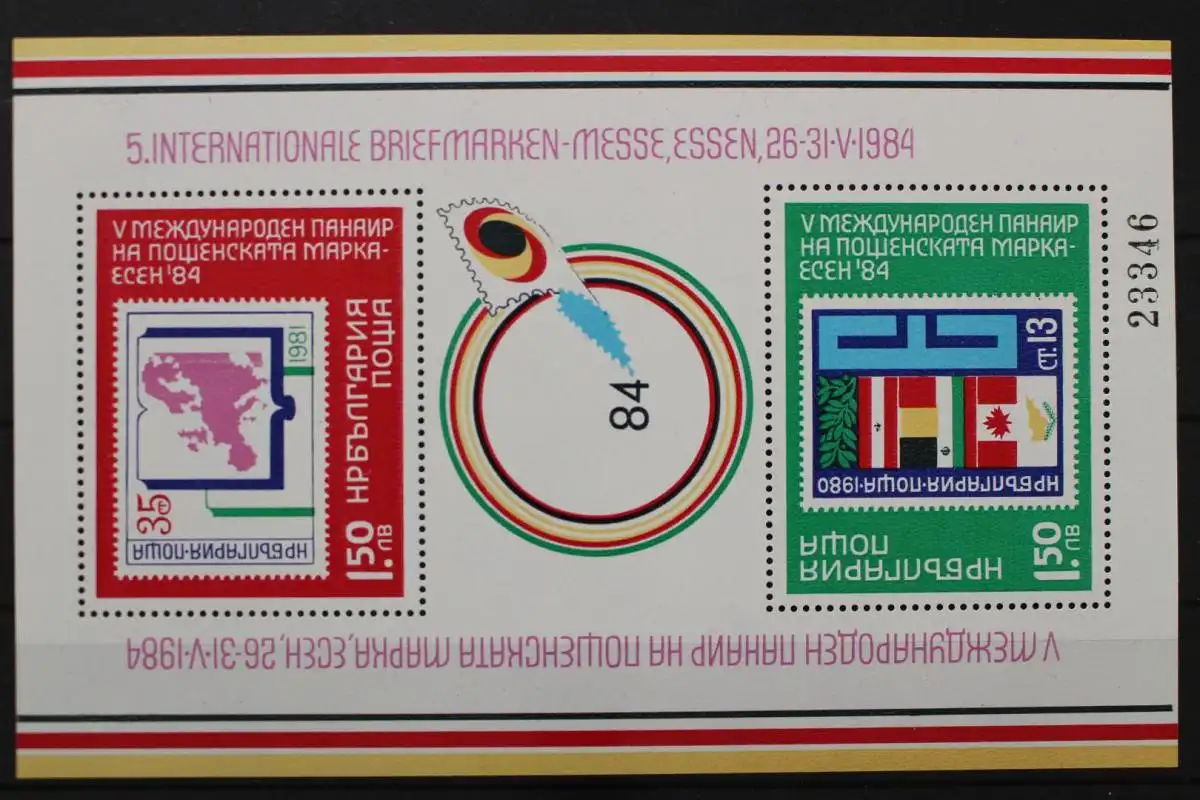 5.INTERNATIONALE BRIEFMARKEN-MESSE,ESSEN,26-31·V·1984
V МЕЖДУНАРОДЕН ПАНАИР
НА ПОЩЕНСКАТА МАРКА-
ЕСЕН '84
1981
35
НРБЪЛГАРИЯ·ПОЩА
НРБЪЛГАРИЯ
ПОЩА
1.50 ЛВ
84
V МЕЖДУНАРОДЕН ПАНАИР
НА ПОЩЕНСКАТА МАРКА-
ЕСЕН '84
СТ. 13
НРБЪЛГАРИЯ·ПОЩА·1980
НРБЪЛГАРИЯ
ПОЩА
1.50 ЛВ
23346
V МЕЖДУНАРОДЕН ПАНАИР НА ПОЩЕНСКАТА МАРКА,ЕСЕН,26-31·V·1984